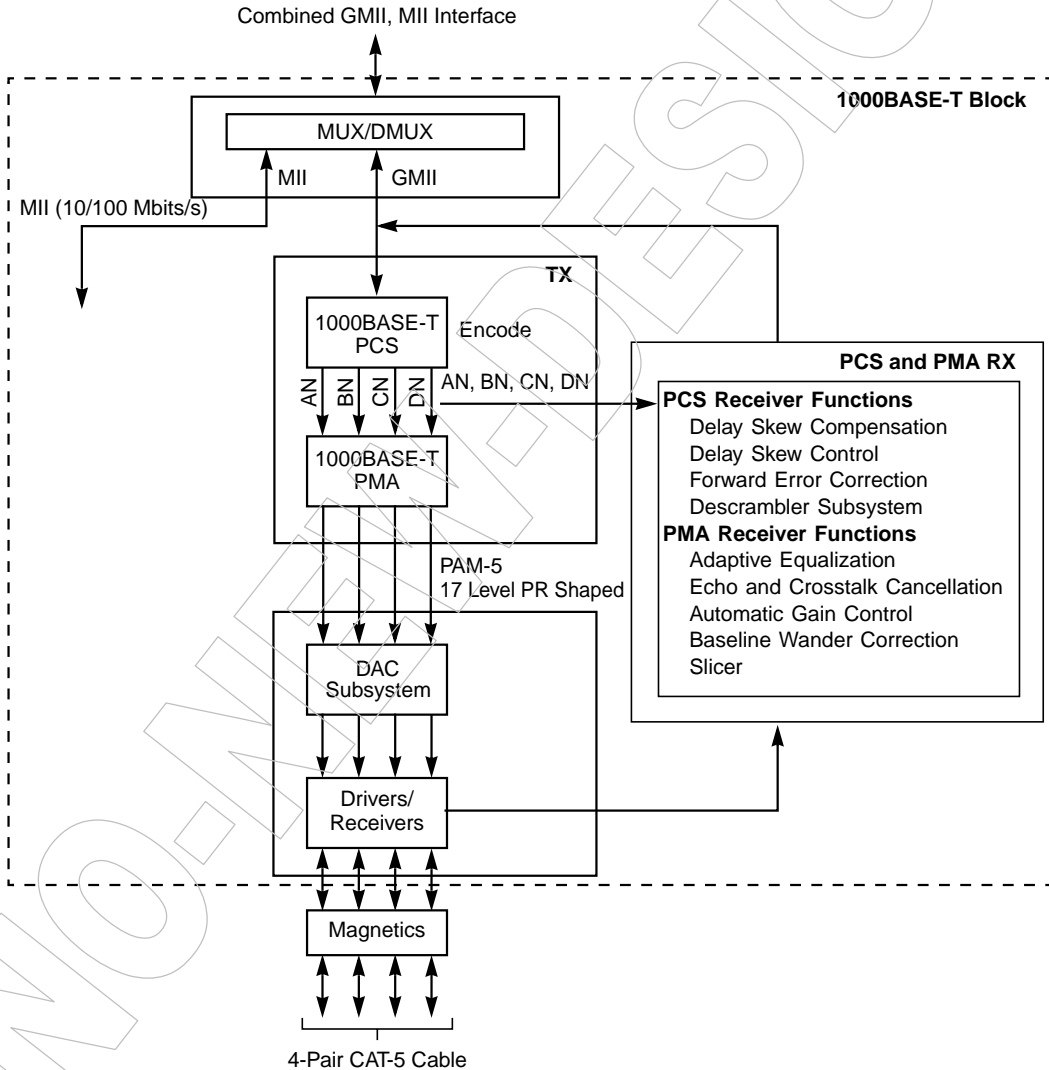 Combined GMII, MII Interface
1000BASE-T Block
MUX/DMUX
MII
GMII
MII (10/100 Mbits/s)
TX
1000BASE-T
PCS
Encode
AN
BN
CN
DN
AN, BN, CN, DN
1000BASE-T
PMA
PAM-5
17 Level PR Shaped
DAC
Subsystem
Drivers/
Receivers
Magnetics
4-Pair CAT-5 Cable
PCS and PMA RX
PCS Receiver Functions
Delay Skew Compensation
Delay Skew Control
Forward Error Correction
Descrambler Subsystem
PMA Receiver Functions
Adaptive Equalization
Echo and Crosstalk Cancellation
Automatic Gain Control
Baseline Wander Correction
Slicer
NO-NEW-DESIG